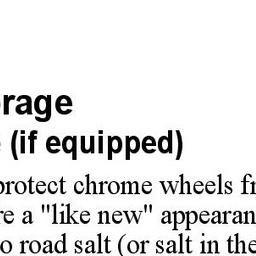 rage
(if equipped)
protect chrome wheels fr
re a "like new" appearan
o road salt (or salt in the